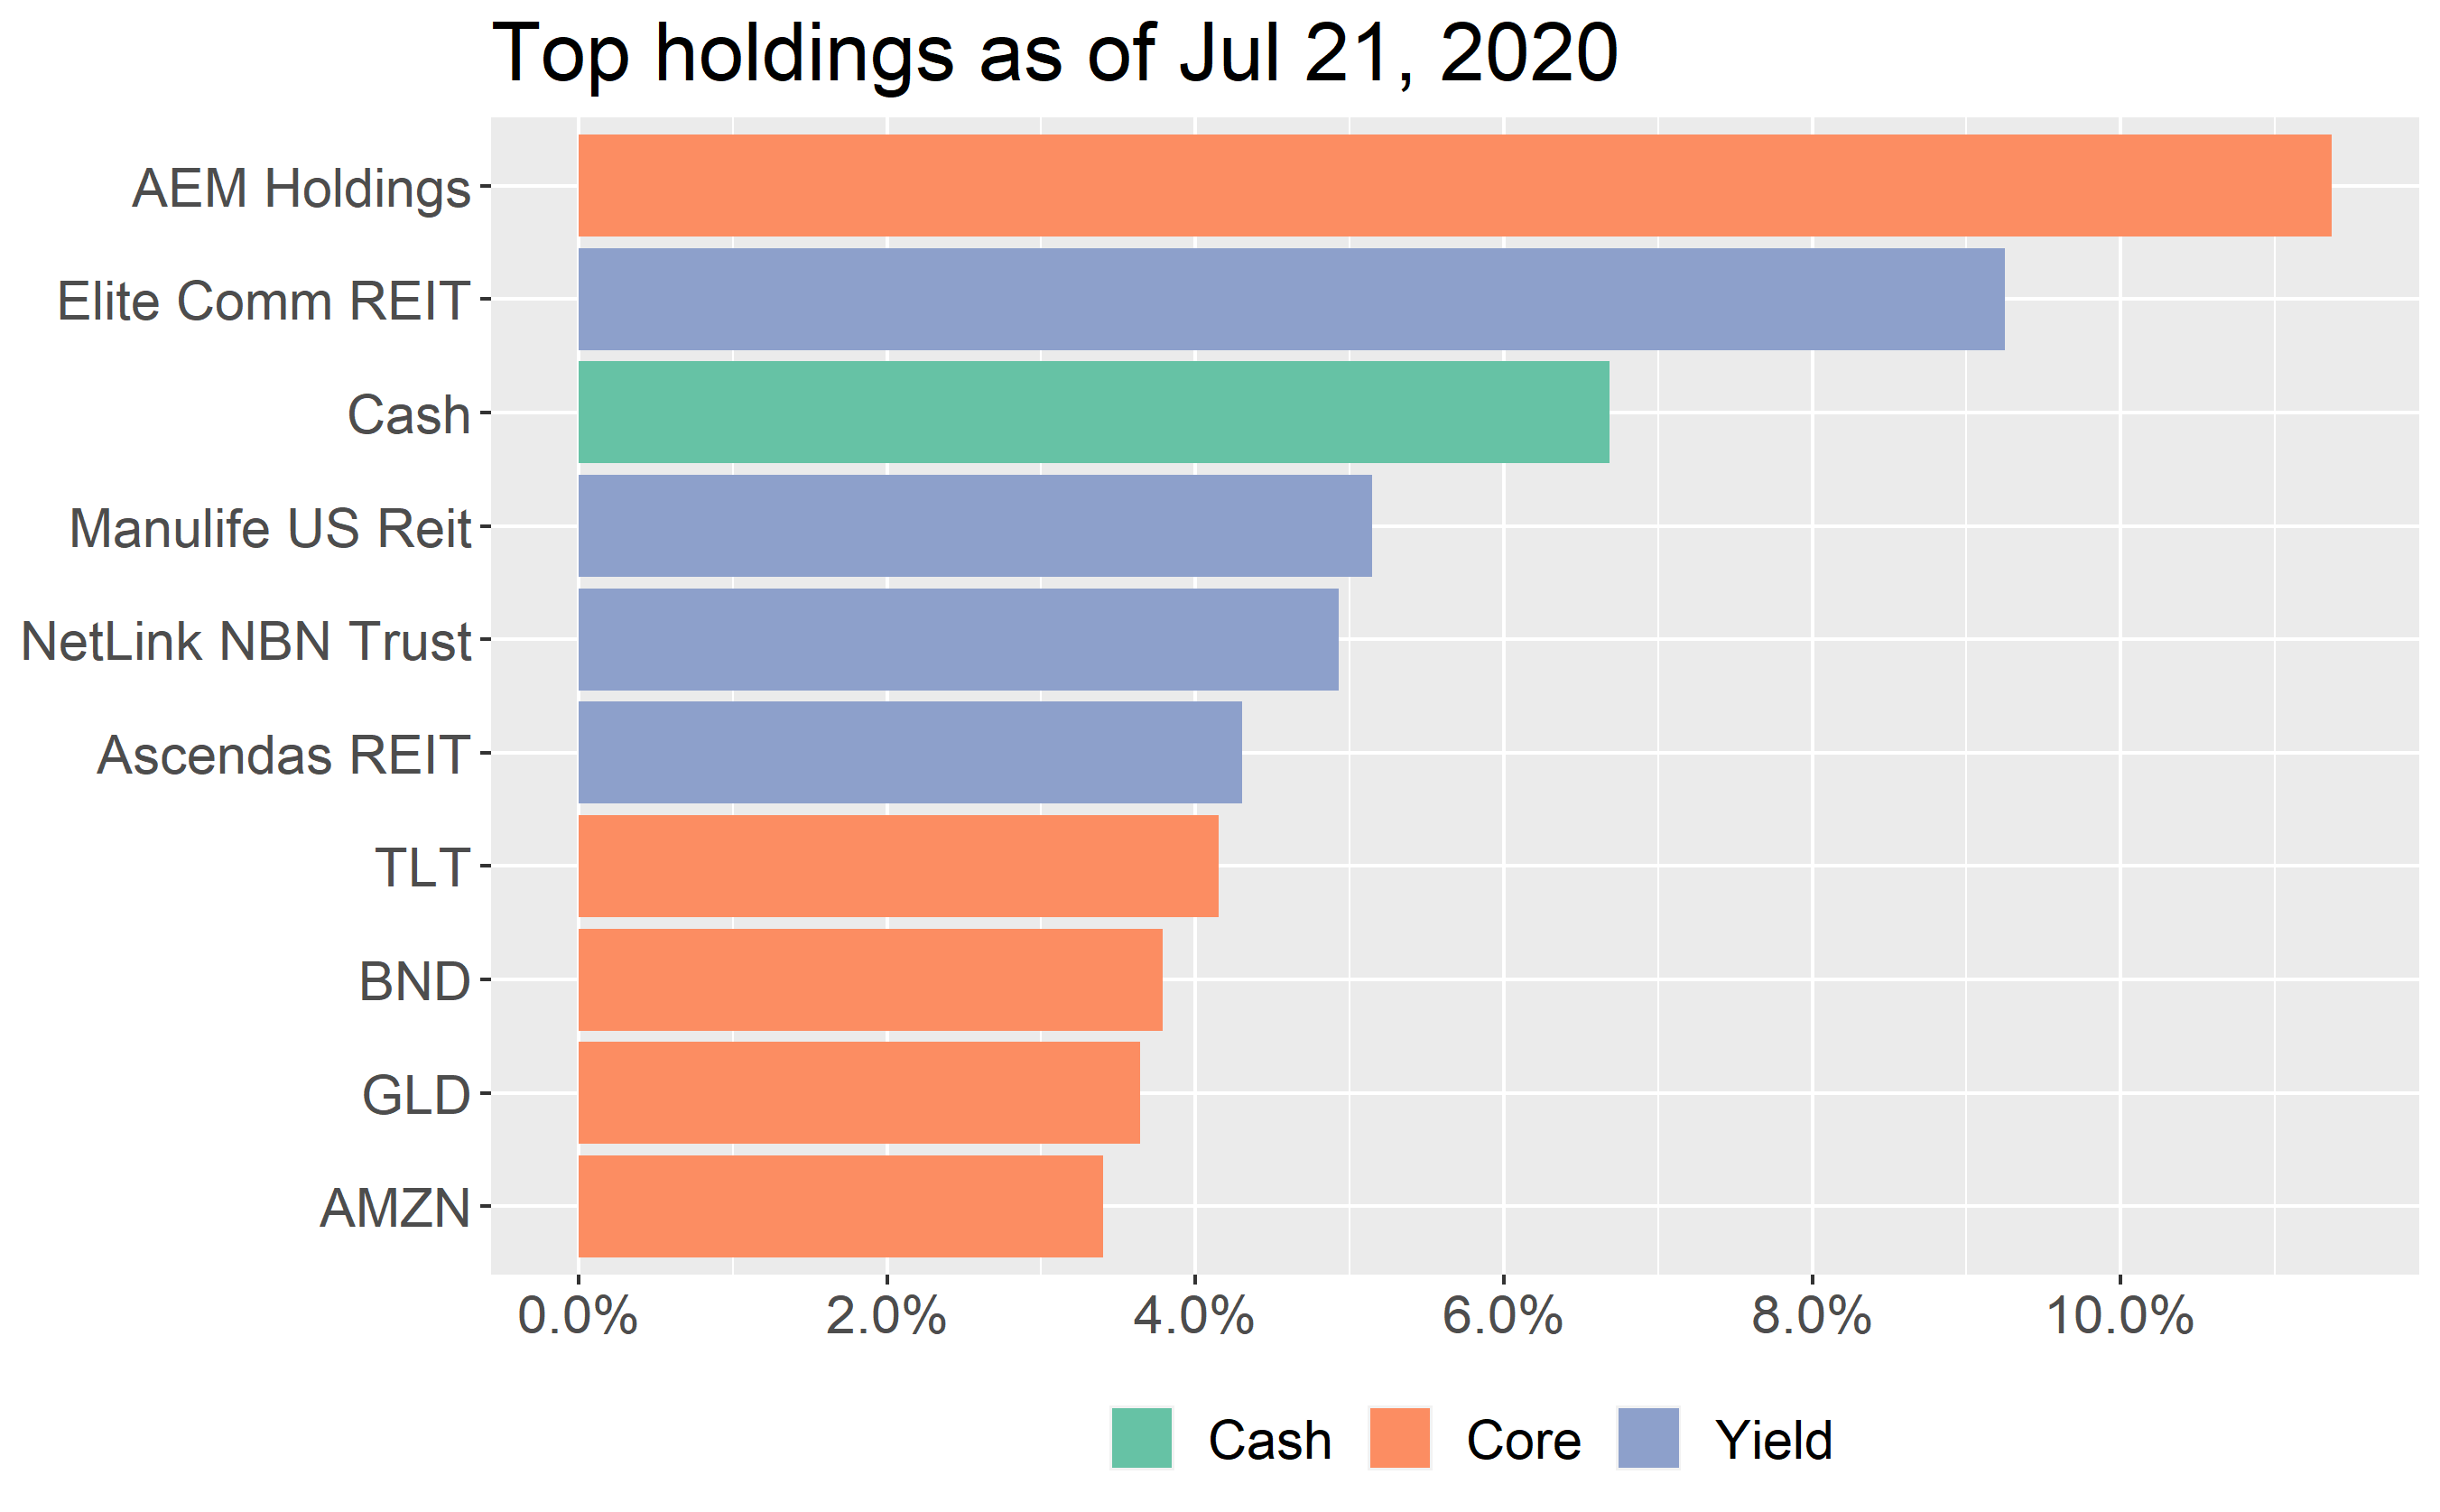 Top holdings as of Jul 21, 2020
AEM Holdings
Elite Comm REIT
Cash
Manulife US Reit
NetLink NBN Trust
Ascendas REIT
TLT
BND
GLD
AMZN
0.0% 2.0% 4.0% 6.0% 8.0% 10.0%
Cash Core Yield